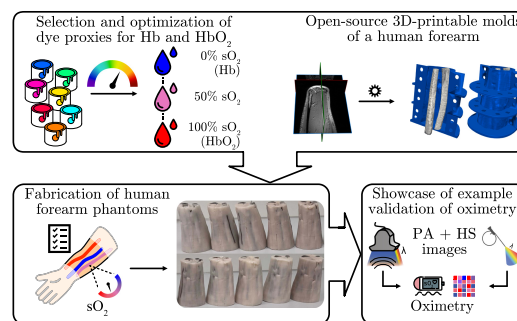 Selection and optimization of
dye proxies for Hb and HbO₂
0% sO₂
(Hb)
50% sO₂
100% sO₂
(HbO₂)
Open-source 3D-printable molds
of a human forearm
Fabrication of human
forearm phantoms
sO₂
Showcase of example
validation of oximetry
PA + HS
images
Oximetry